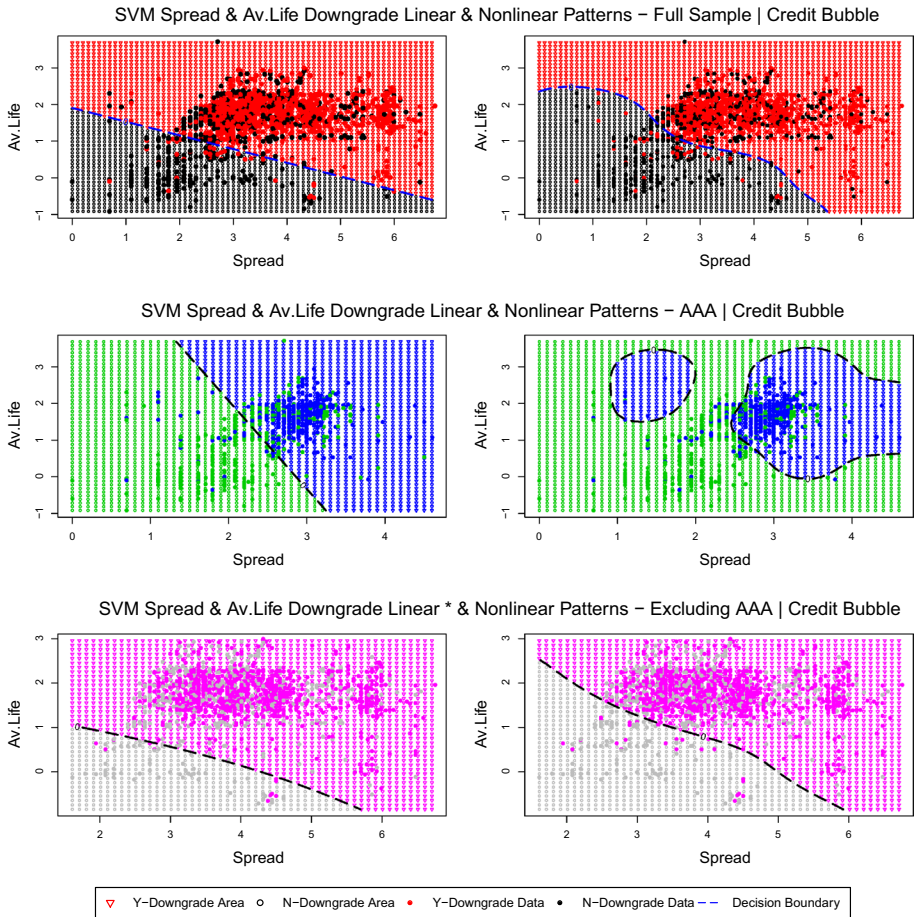 SVM Spread & Av.Life Downgrade Linear & Nonlinear Patterns − Full Sample | Credit Bubble
Av.Life
−1 0 1 2 3
0 1 2 3 4 5 6
Spread
Av.Life
−1 0 1 2 3
0
0 1 2 3 4 5 6
Spread
SVM Spread & Av.Life Downgrade Linear & Nonlinear Patterns − AAA | Credit Bubble
Av.Life
−1 0 1 2 3
0
0 1 2 3 4
Spread
Av.Life
−1 0 1 2 3
0
0
0 1 2 3 4
Spread
SVM Spread & Av.Life Downgrade Linear * & Nonlinear Patterns − Excluding AAA | Credit Bubble
Av.Life
0 1 2 3
0
2 3 4 5 6
Spread
Av.Life
0 1 2 3
0
2 3 4 5 6
Spread
Y−Downgrade Area N−Downgrade Area Y−Downgrade Data N−Downgrade Data Decision Boundary